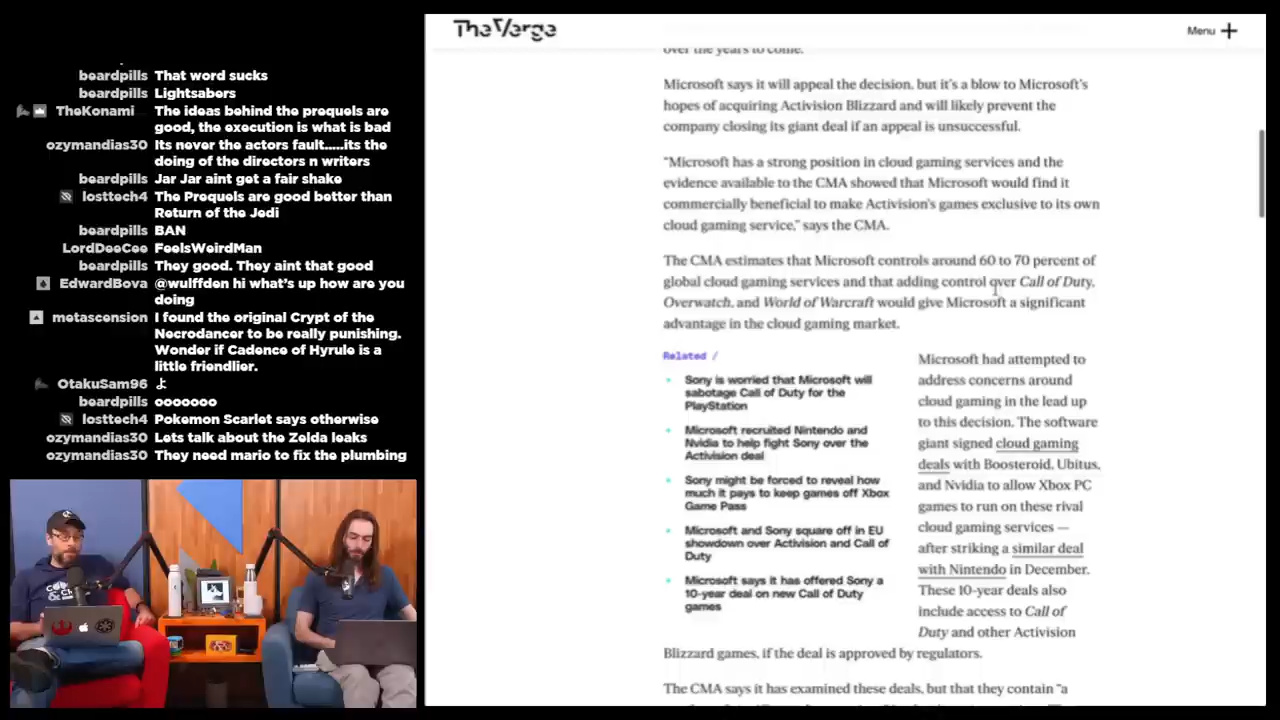 beardpills That word sucks
beardpills Lightsabers
TheKonami_ The ideas behind the prequels are
good, the execution is what is bad
ozymandias30 Its never the actors fault.....its the
doing of the directors n writers
beardpills Jar Jar aint get a fair shake
losttech4 The Prequels are good better than
Return of the Jedi
beardpills BAN
LordDeeCee FeelsWeirdMan
beardpills They good. They aint that good
@wulffden hi what's up how are you
doing
metascension I found the original Crypt of the
Necrodancer to be really punishing.
Wonder if Cadence of Hyrule is a
little friendlier.
OtakuSam96 よ
beardpills ooooooo
losttech4 Pokemon Scarlet says otherwise
ozymandias30 Lets talk about the Zelda leaks
ozymandias30 They need mario to fix the plumbing
TheVerge
Menu
over the years to come.
Microsoft says it will appeal the decision, but it's a blow to Microsoft's
hopes of acquiring Activision Blizzard and will likely prevent the
company closing its giant deal if an appeal is unsuccessful.
"Microsoft has a strong position in cloud gaming services and the
evidence available to the CMA showed that Microsoft would find it
commercially beneficial to make Activision's games exclusive to its own
cloud gaming service," says the CMA.
The CMA estimates that Microsoft controls around 60 to 70 percent of
global cloud gaming services and that adding control over Call of Duty,
Overwatch, and World of Warcraft would give Microsoft a significant
advantage in the cloud gaming market.
Related /
Sony is worried that Microsoft will
sabotage Call of Duty for the
PlayStation
Microsoft recruited Nintendo and
Nvidia to help fight Sony over the
Activision deal
Sony might be forced to reveal how
much it pays to keep games off Xbox
Game Pass
Microsoft and Sony square off in EU
showdown over Activision and Call of
Duty
Microsoft says it has offered Sony a
10-year deal on new Call of Duty
games
Microsoft had attempted to
address concerns around
cloud gaming in the lead up
to this decision. The software
giant signed cloud gaming
deals with Boosteroid, Ubitus,
and Nvidia to allow Xbox PC
games to run on these rival
cloud gaming services —
after striking a similar deal
with Nintendo in December.
These 10-year deals also
include access to Call of
Duty and other Activision
Blizzard games, if the deal is approved by regulators.
The CMA says it has examined these deals, but that they contain "a